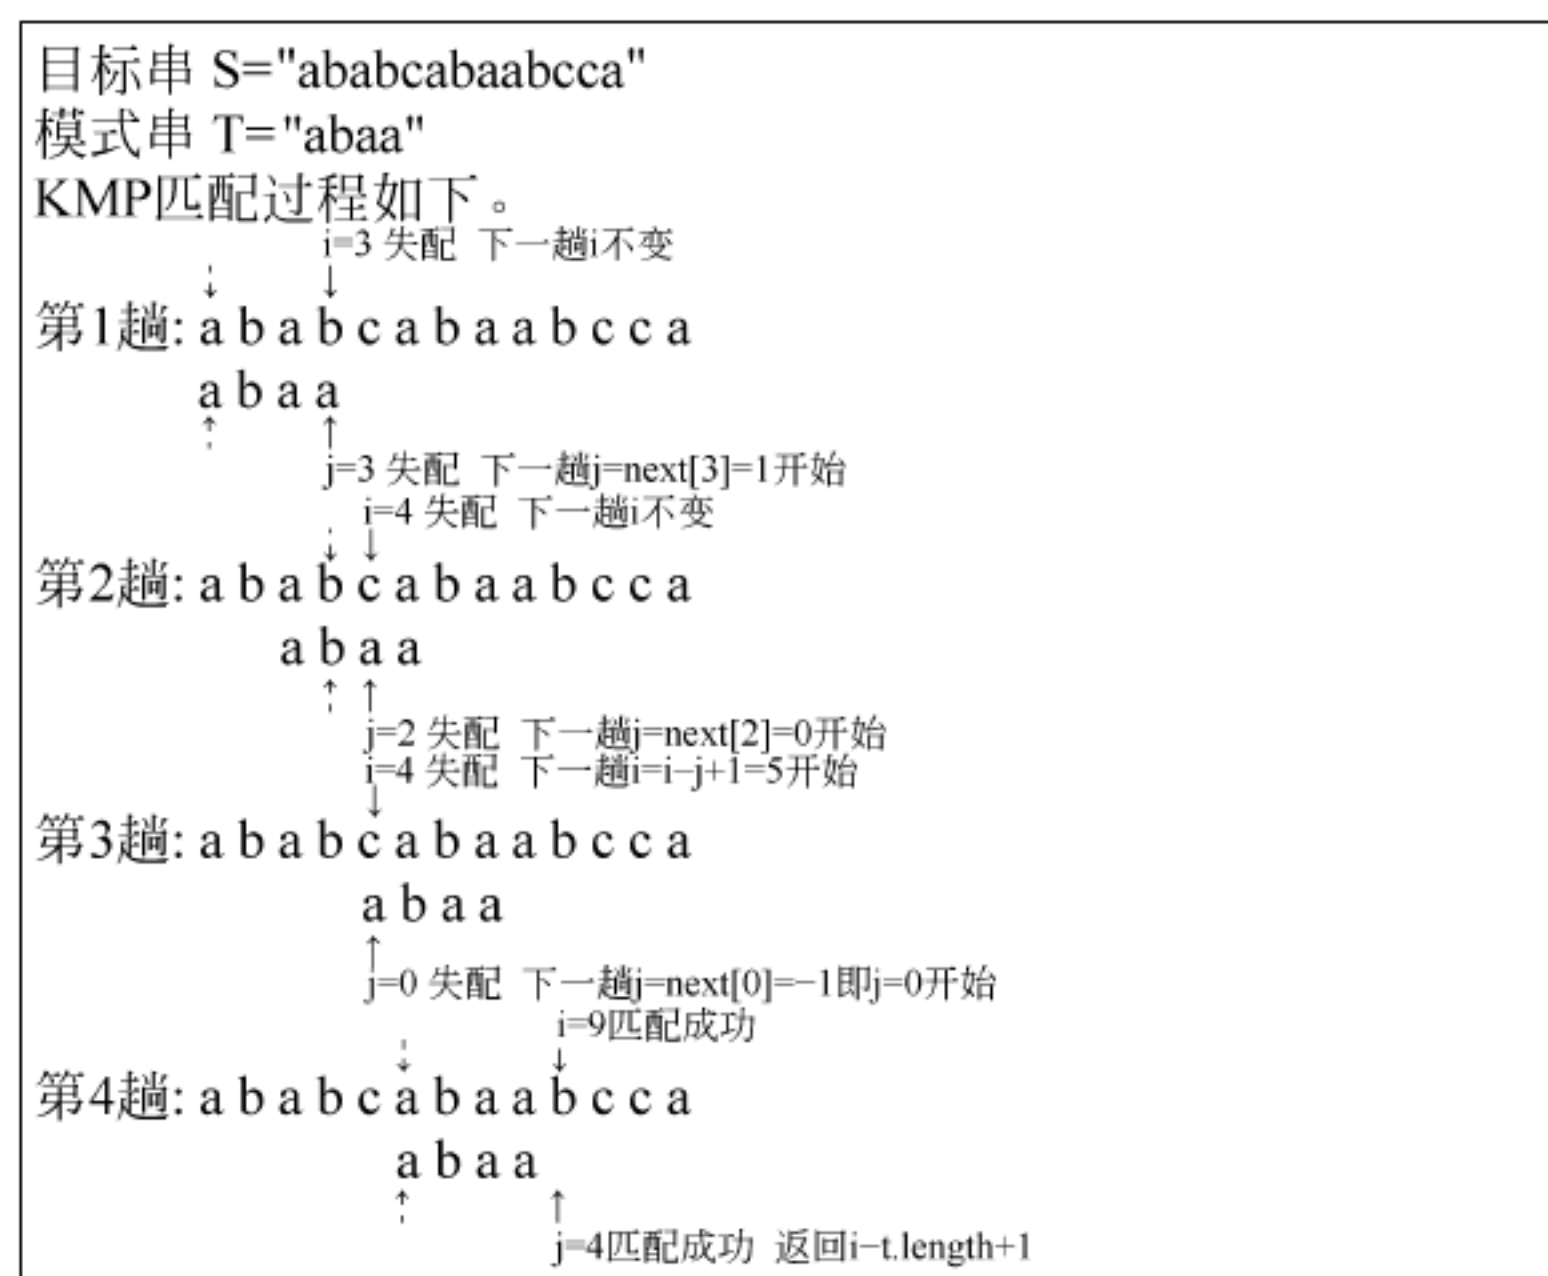 目标串 S="ababcabaabcca"
模式串 T="abaa"
KMP匹配过程如下。
i=3 失配 下一趟i不变
第1趟: a b a b c a b a a b c c a
a b a a
j=3 失配 下一趟j=next[3]=1开始
i=4 失配 下一趟i不变
第2趟: a b a b c a b a a b c c a
a b a a
j=2 失配 下一趟j=next[2]=0开始
i=4 失配 下一趟i=i−j+1=5开始
第3趟: a b a b c a b a a b c c a
a b a a
j=0 失配 下一趟j=next[0]=−1即j=0开始
i=9匹配成功
第4趟: a b a b c a b a a b c c a
a b a a
j=4匹配成功 返回i−t.length+1